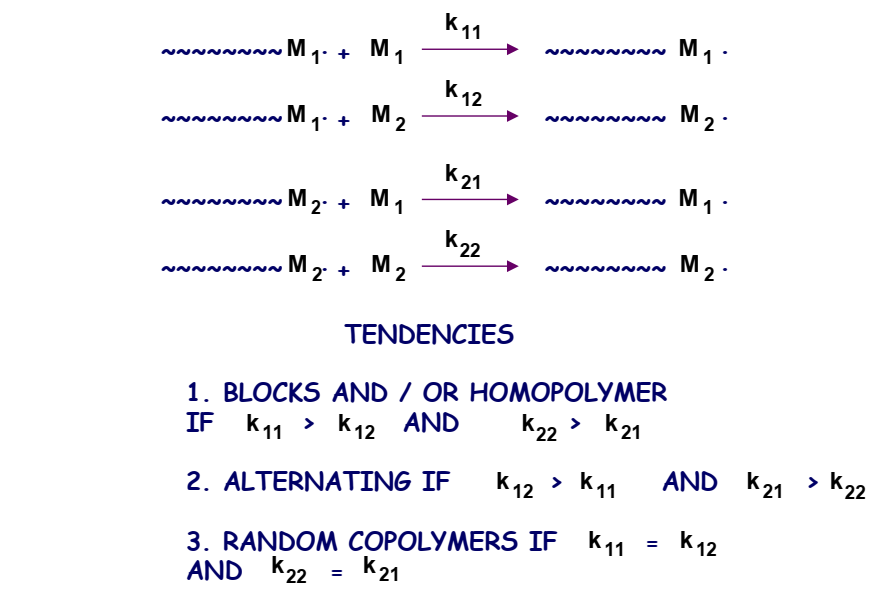 ~~~~~~~~ M₁· + M₁ k₁₁ ⟶ ~~~~~~~~ M₁·
~~~~~~~~ M₁· + M₂ k₁₂ ⟶ ~~~~~~~~ M₂·
~~~~~~~~ M₂· + M₁ k₂₁ ⟶ ~~~~~~~~ M₁·
~~~~~~~~ M₂· + M₂ k₂₂ ⟶ ~~~~~~~~ M₂·
TENDENCIES
1. BLOCKS AND / OR HOMOPOLYMER
IF k₁₁ > k₁₂ AND k₂₂ > k₂₁
2. ALTERNATING IF k₁₂ > k₁₁ AND k₂₁ > k₂₂
3. RANDOM COPOLYMERS IF k₁₁ = k₁₂
AND k₂₂ = k₂₁